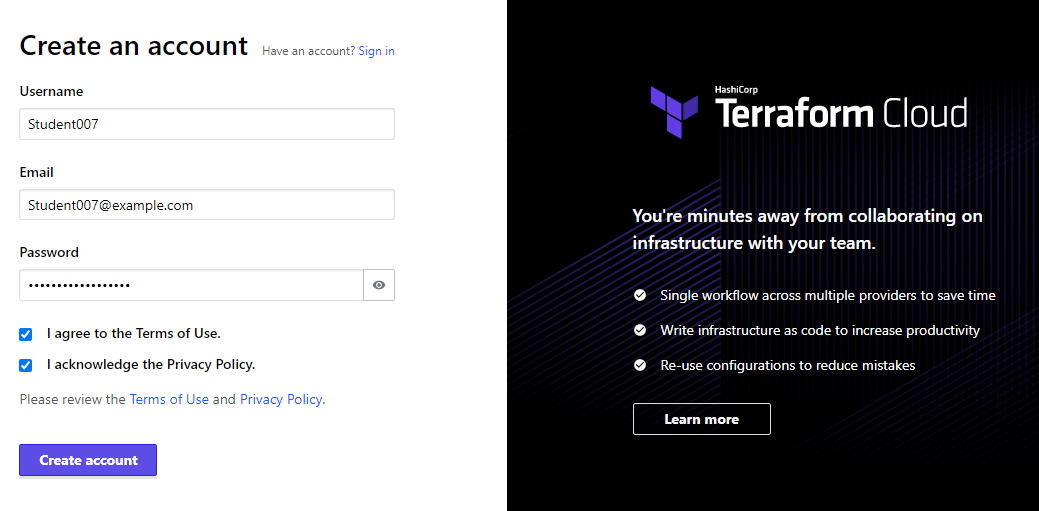 Create an account Have an account? Sign in
Username
Student007
Email
Student007@example.com
Password
••••••••••••••••••
I agree to the Terms of Use.
I acknowledge the Privacy Policy.
Please review the Terms of Use and Privacy Policy.
Create account
HashiCorp
Terraform Cloud
You're minutes away from collaborating on
infrastructure with your team.
Single workflow across multiple providers to save time
Write infrastructure as code to increase productivity
Re-use configurations to reduce mistakes
Learn more